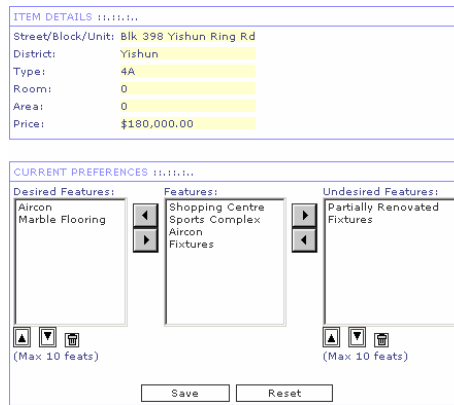 ITEM DETAILS ::.::.:..
Street/Block/Unit: Blk 398 Yishun Ring Rd
District: Yishun
Type: 4A
Room: 0
Area: 0
Price: $180,000.00
CURRENT PREFERENCES ::.::.:..
Desired Features: Features: Undesired Features:
Aircon Shopping Centre Partially Renovated
Marble Flooring Sports Complex Fixtures
Aircon
Fixtures
(Max 10 feats) (Max 10 feats)
Save Reset